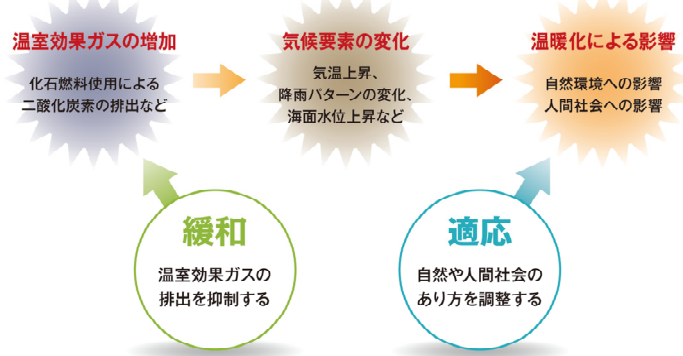 温室効果ガスの増加
化石燃料使用による
二酸化炭素の排出など
気候要素の変化
気温上昇、
降雨パターンの変化、
海面水位上昇など
温暖化による影響
自然環境への影響
人間社会への影響
緩和
温室効果ガスの
排出を抑制する
適応
自然や人間社会の
あり方を調整する